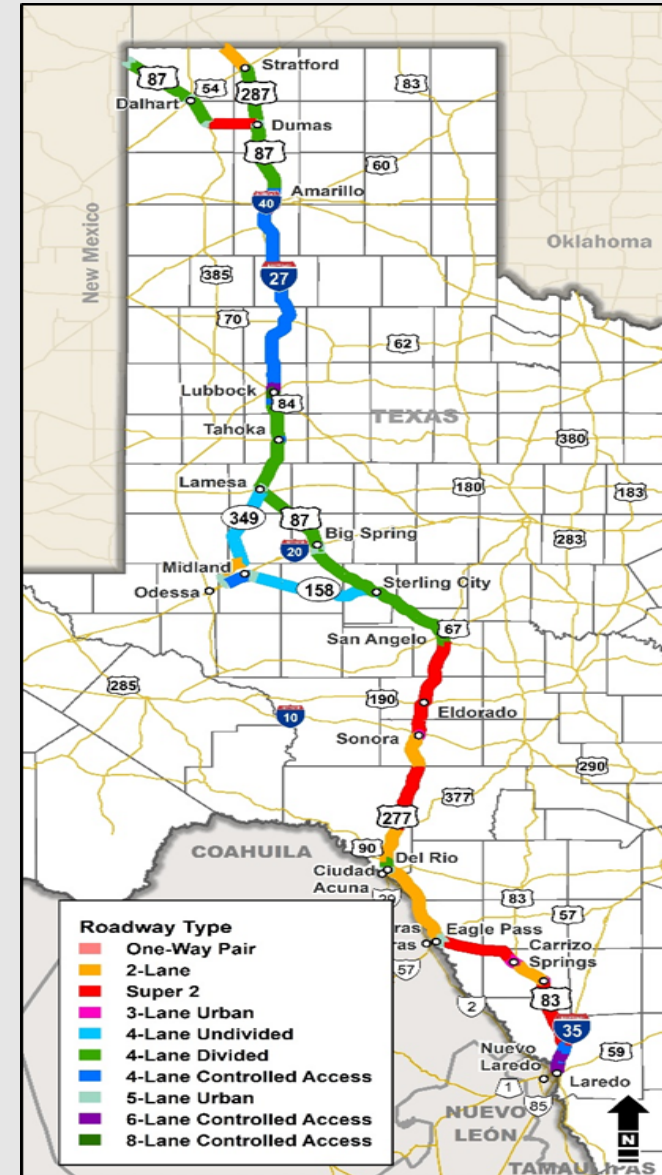 87
54
Stratford
83
287
Dalhart
Dumas
87
60
Amarillo
40
New Mexico
Oklahoma
385
27
70
62
Lubbock
84
TEXAS
Tahoka
380
Lamesa
180
183
349
87
Big Spring
283
20
Midland
Odessa
158
Sterling City
San Angelo
67
285
190
Eldorado
10
Sonora
290
277
377
90
COAHUILA
Del Rio
Ciudad
Acuna
29
83
57
Eagle Pass
ras
ras
Carrizo
Springs
57
83
2
35
Nuevo
Laredo
59
1
Laredo
85
NUEVO
LEÓN
N
TAMAULIPAS
Roadway Type
One-Way Pair
2-Lane
Super 2
3-Lane Urban
4-Lane Undivided
4-Lane Divided
4-Lane Controlled Access
5-Lane Urban
6-Lane Controlled Access
8-Lane Controlled Access